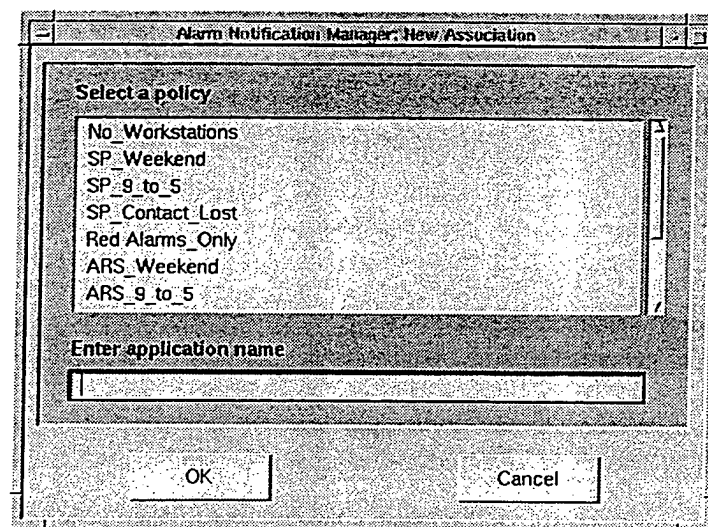 Alarm Notification Manager: New Association
Select a policy
No_Workstations
SP_Weekend
SP_9_to_5
SP_Contact_Lost
Red Alarms_Only
ARS_Weekend
ARS_9_to_5
Enter application name
OK
Cancel